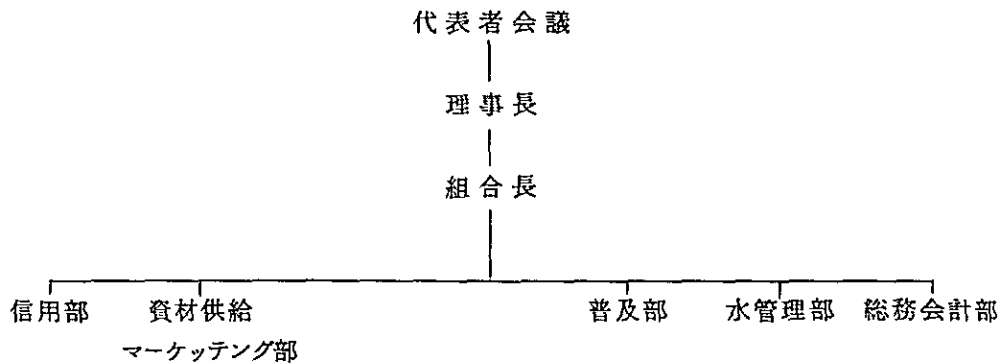 代表者会議
理事長
組合長
信用部 資材供給 普及部 水管理部 総務会計部
マーケッテング部